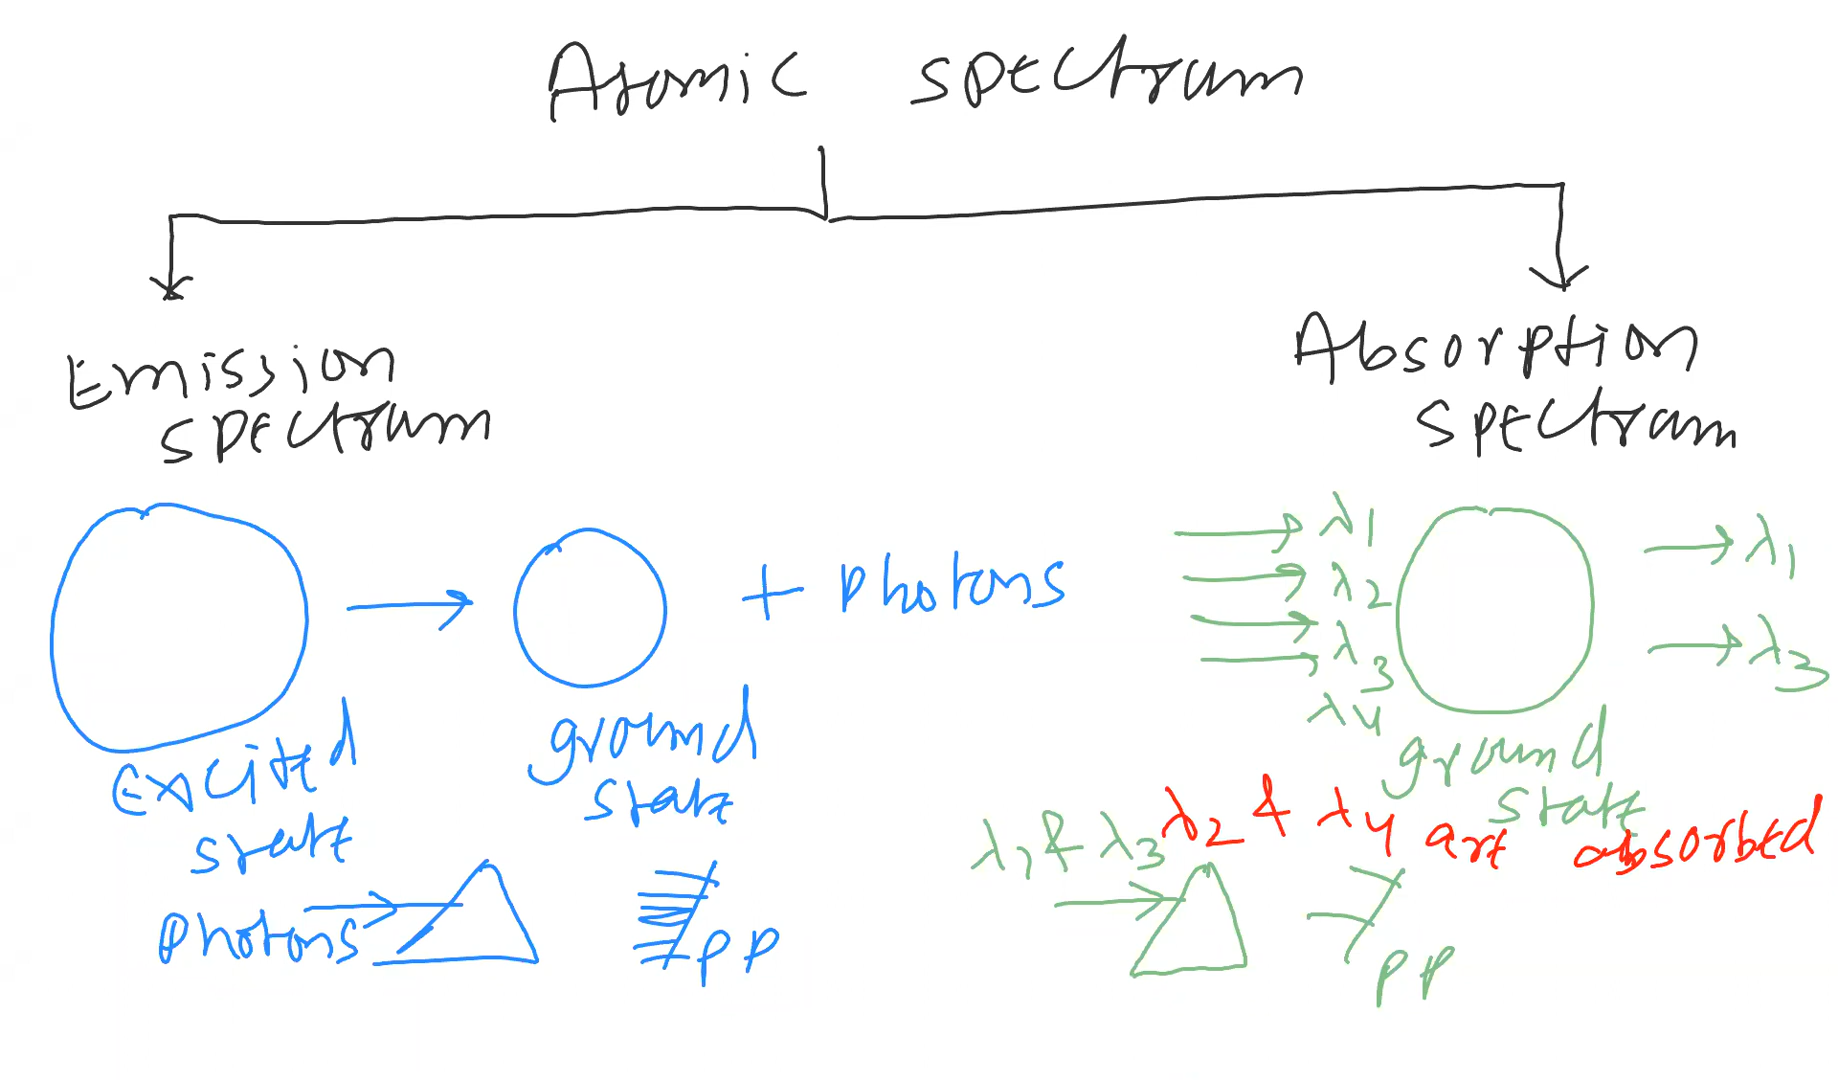 Atomic spectrum
Emission
spectrum
Absorption
spectrum
+ photons
excited
state
ground
state
photons
PP
λ1
λ2
λ3
λ4
λ1
λ3
ground
state
λ1 & λ3
λ2 & λ4 are absorbed
PP